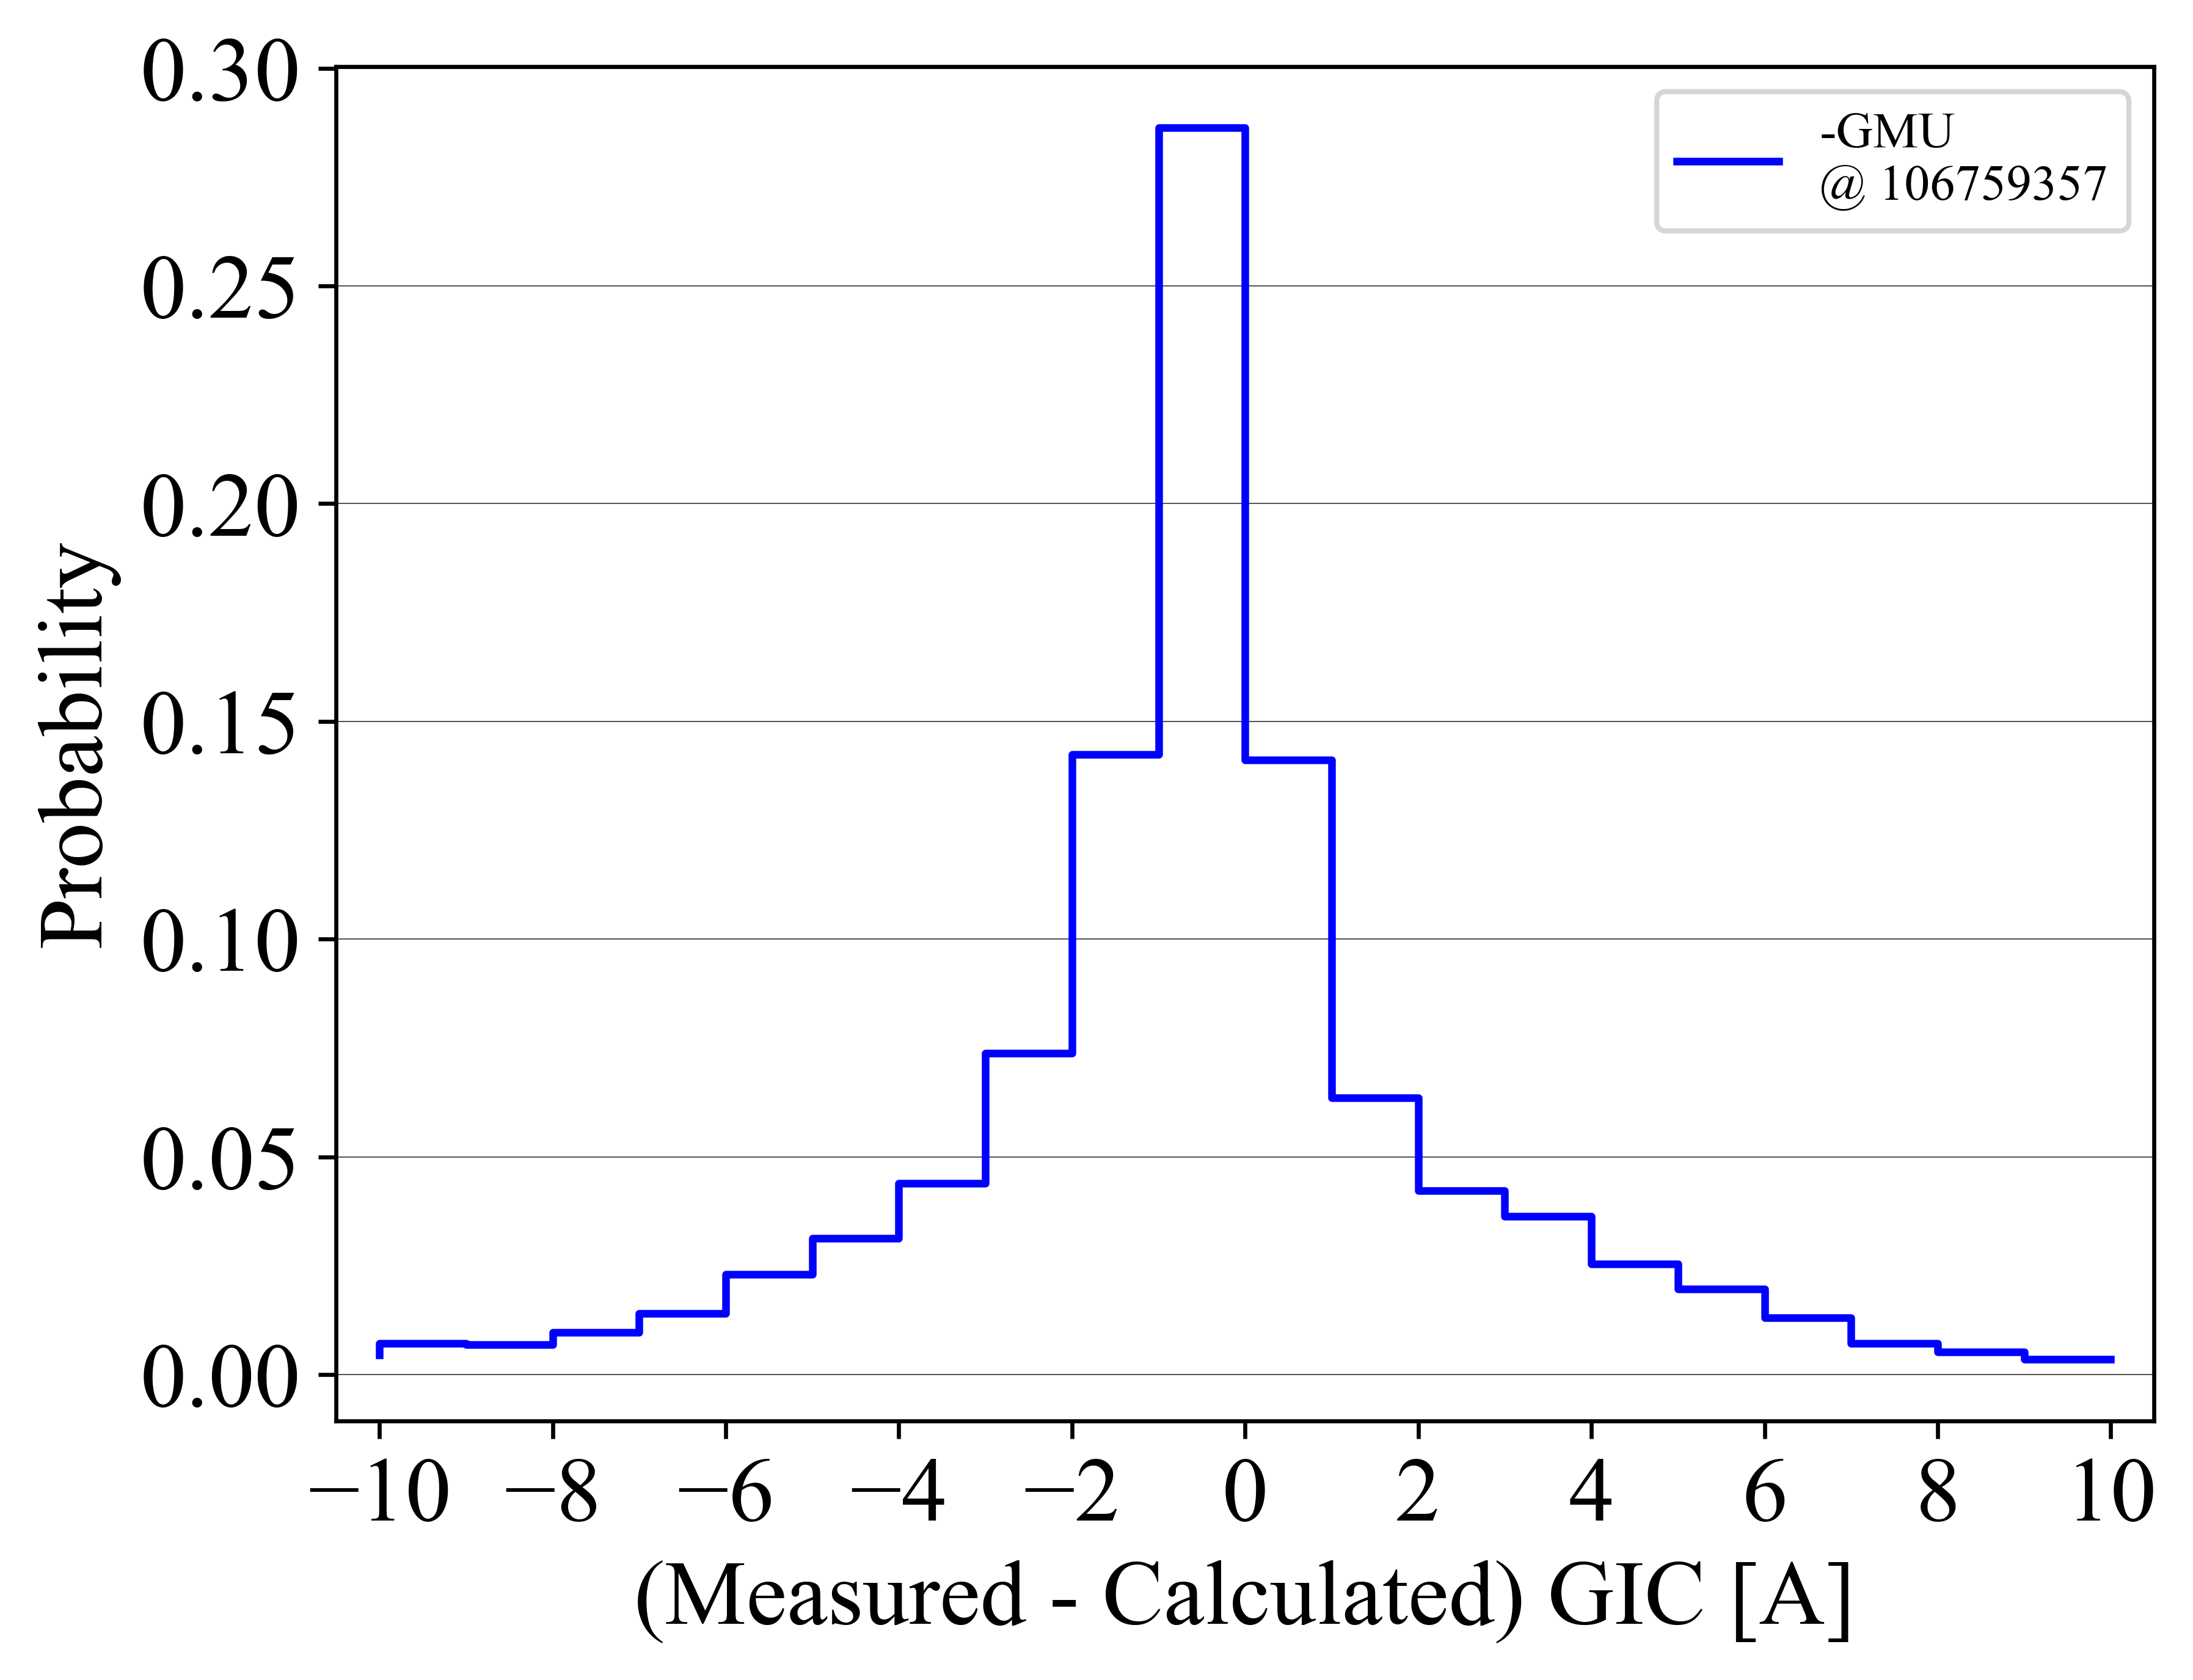 0.30
0.25
0.20
0.15
0.10
0.05
0.00
Probability
-GMU
@ 106759357
−10 −8 −6 −4 −2 0 2 4 6 8 10
(Measured - Calculated) GIC [A]